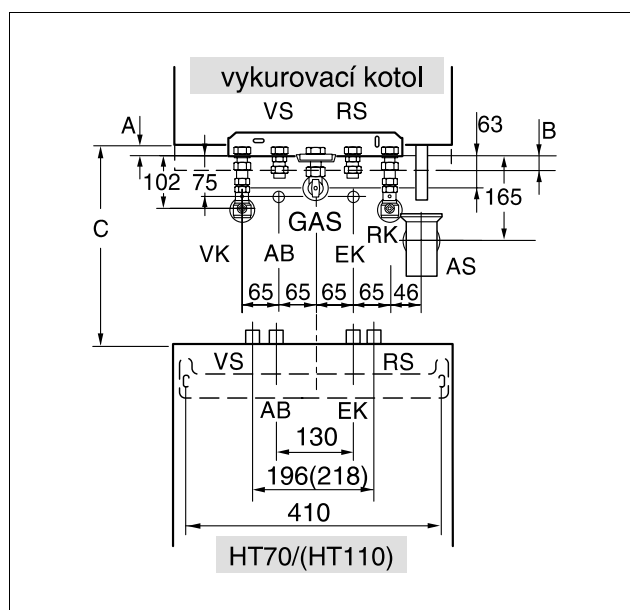 vykurovací kotol
VS RS
A 63 B
102 75 165
C GAS RK
VK AB EK AS
65 65 65 65 46
VS RS
AB EK
130
196(218)
410
HT70/(HT110)